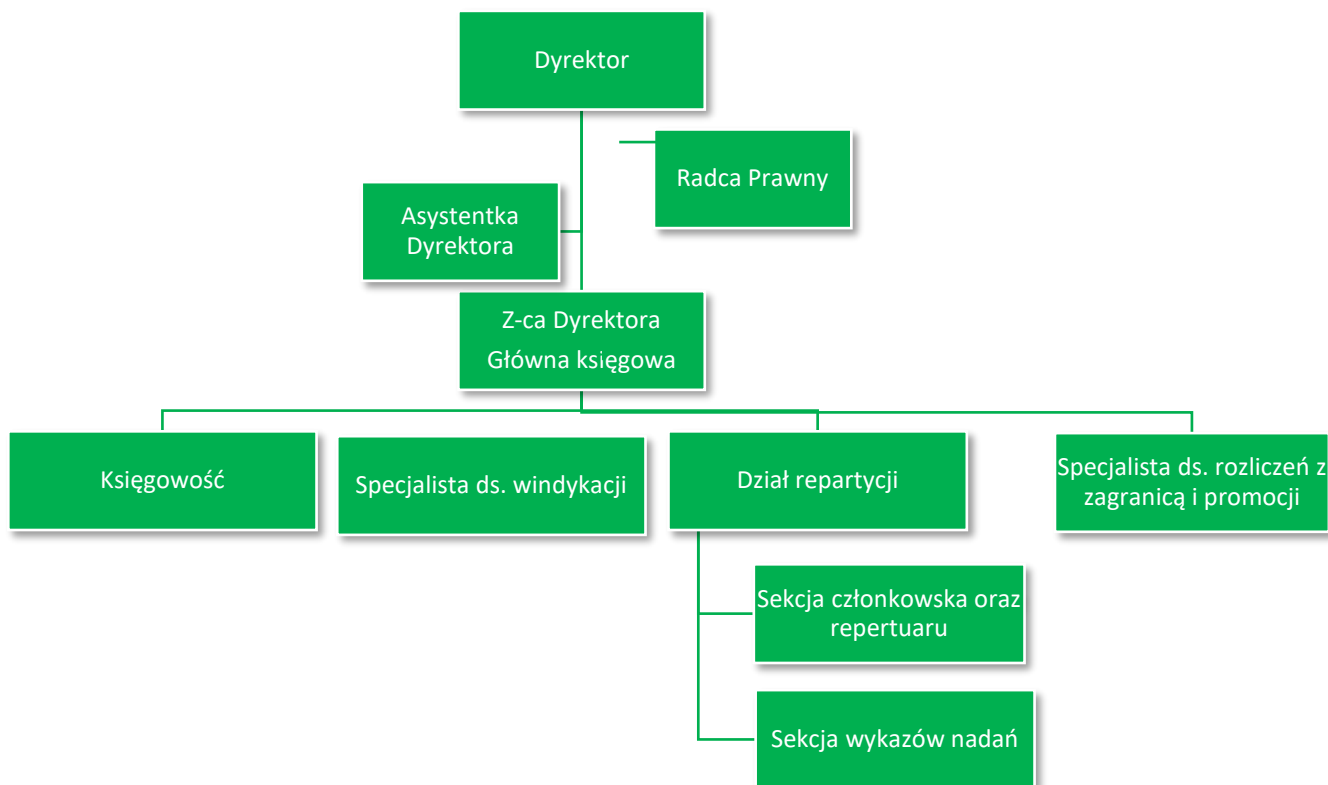 Dyrektor
Radca Prawny
Asystentka
Dyrektora
Z-ca Dyrektora
Główna księgowa
Księgowość
Specjalista ds. windykacji
Dział repartycji
Specjalista ds. rozliczeń z
zagranicą i promocji
Sekcja członkowska oraz
repertuaru
Sekcja wykazów nadań